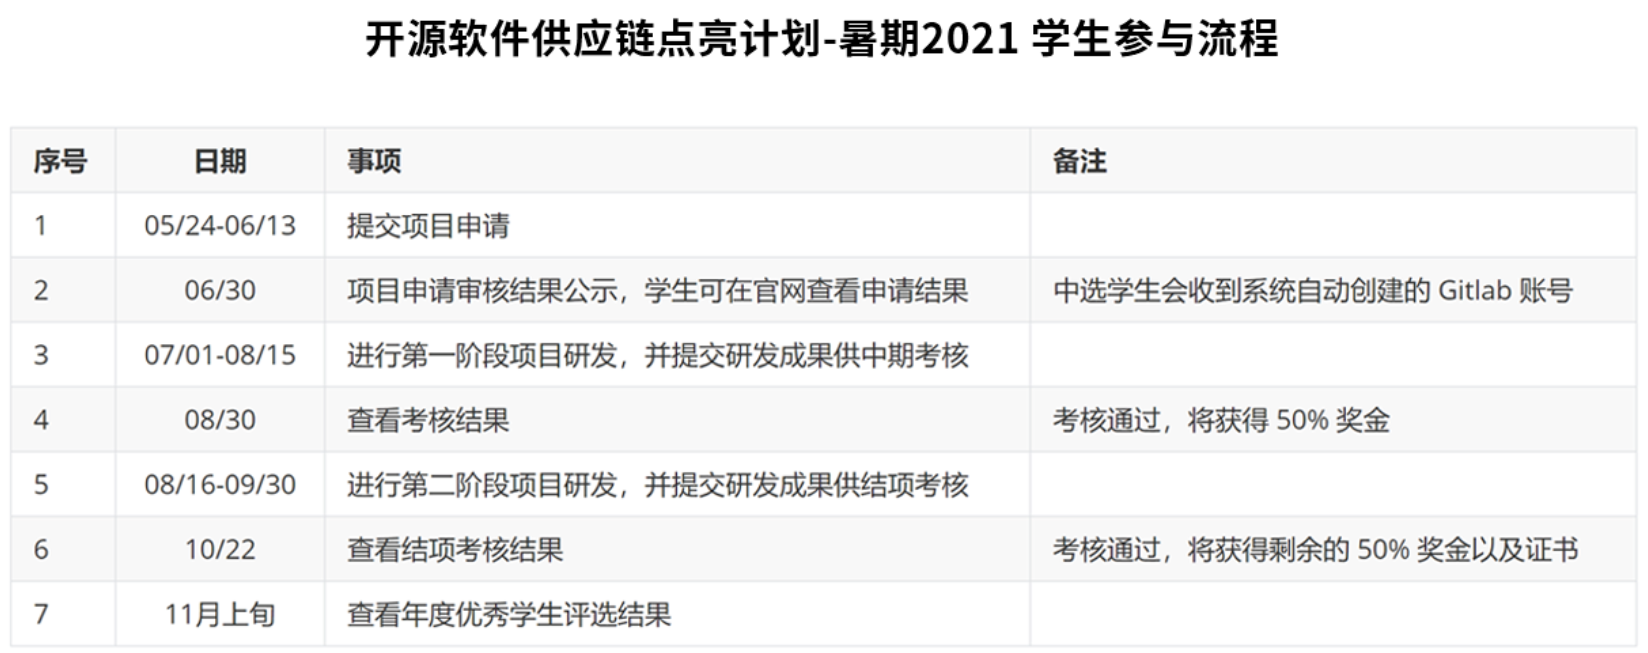 开源软件供应链点亮计划-暑期2021 学生参与流程
序号 日期 事项 备注
1 05/24-06/13 提交项目申请
2 06/30 项目申请审核结果公示，学生可在官网查看申请结果 中选学生会收到系统自动创建的 Gitlab 账号
3 07/01-08/15 进行第一阶段项目研发，并提交研发成果供中期考核
4 08/30 查看考核结果 考核通过，将获得 50% 奖金
5 08/16-09/30 进行第二阶段项目研发，并提交研发成果供结项考核
6 10/22 查看结项考核结果 考核通过，将获得剩余的 50% 奖金以及证书
7 11月上旬 查看年度优秀学生评选结果